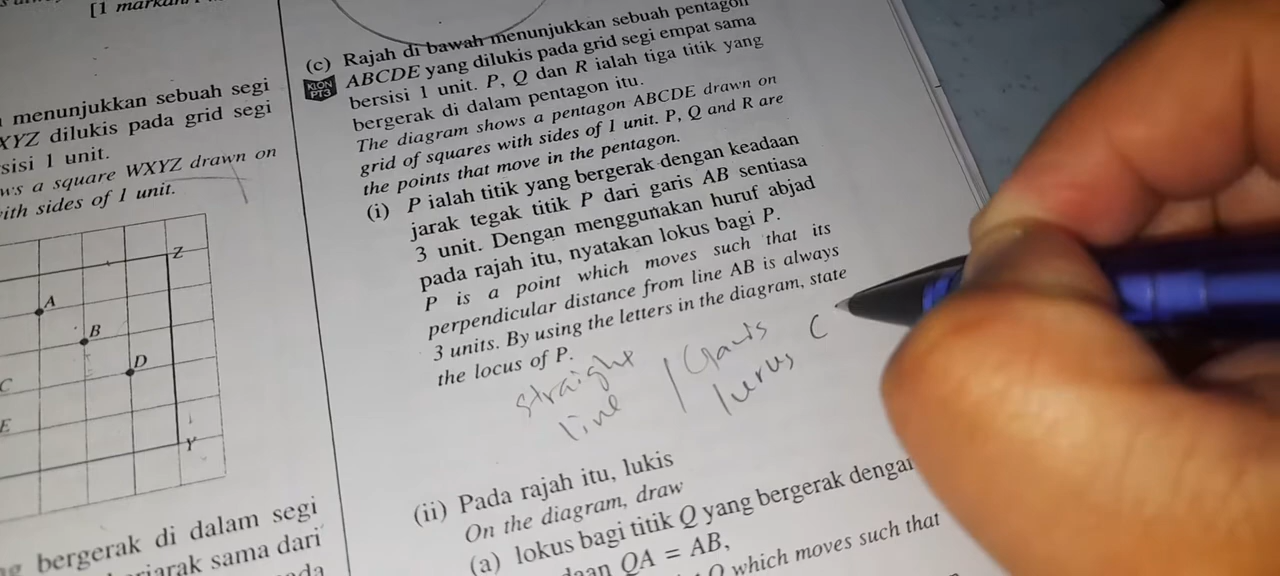 [1
menunjukkan sebuah segi
XYZ dilukis pada grid segi
sisi 1 unit.
ws a square WXYZ drawn on
ith sides of 1 unit.
Z
A
B
D
C
E
Y
bergerak di dalam segi
sama dari
(c) Rajah di bawah menunjukkan sebuah pentagon
KLON
PT3
ABCDE yang dilukis pada grid segi empat sama
bersisi 1 unit. P, Q dan R ialah tiga titik yang
bergerak di dalam pentagon itu.
The diagram shows a pentagon ABCDE drawn on
grid of squares with sides of 1 unit. P, Q and R are
the points that move in the pentagon.
(i) P ialah titik yang bergerak dengan keadaan
jarak tegak titik P dari garis AB sentiasa
3 unit. Dengan menggunakan huruf abjad
pada rajah itu, nyatakan lokus bagi P.
P is a point which moves such that its
perpendicular distance from line AB is always
3 units. By using the letters in the diagram, state
the locus of P.
straight
line / Garis
lurus C
(ii) Pada rajah itu, lukis
On the diagram, draw
(a) lokus bagi titik Q yang bergerak dengan
QA = AB,
Q which moves such that